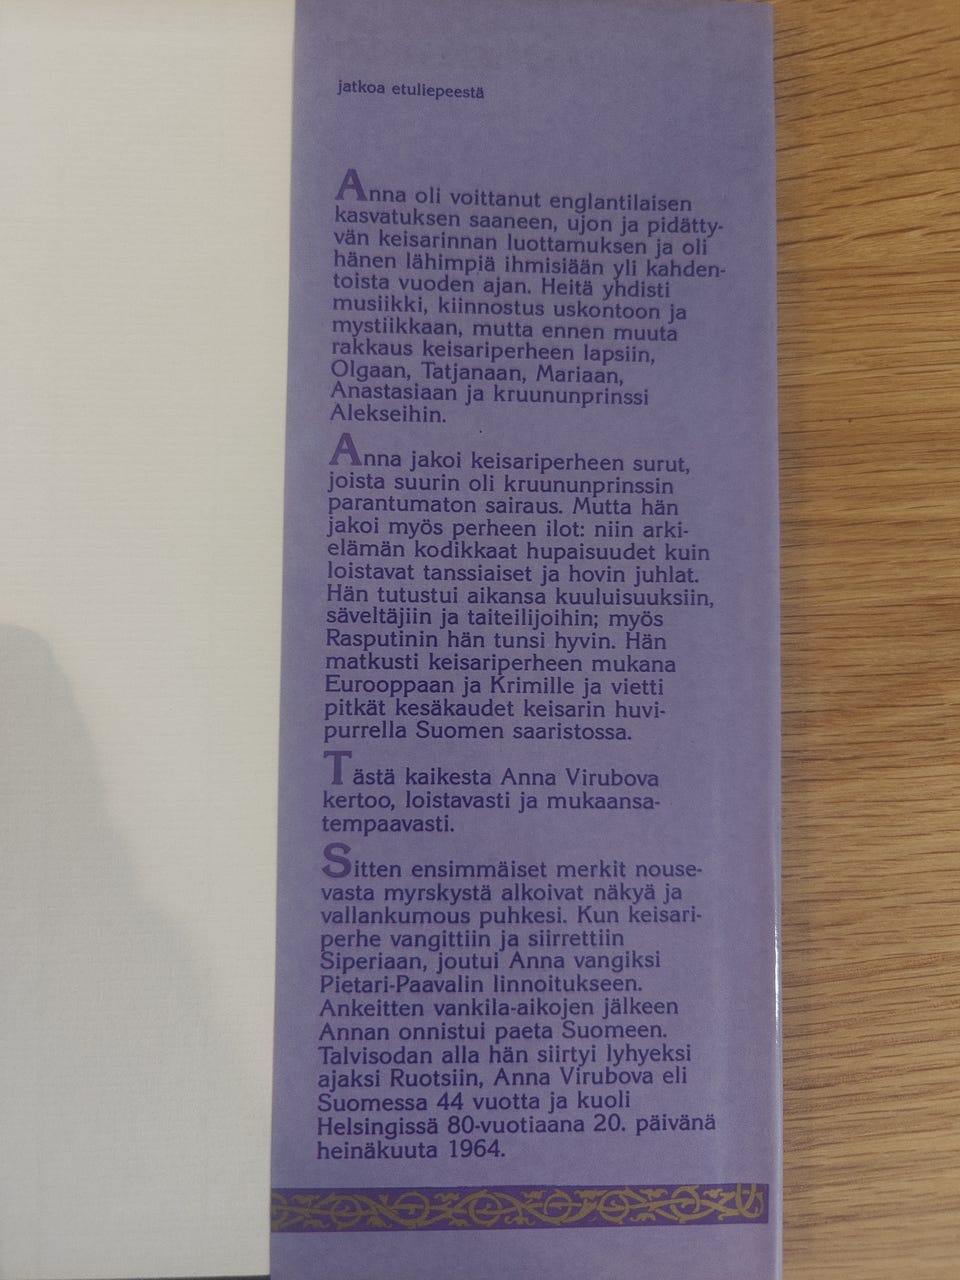 jatkoa etuliepeestä
Anna oli voittanut englantilaisen
kasvatuksen saaneen, ujon ja pidätty-
vän keisarinnan luottamuksen ja oli
hänen lähimpiä ihmisiään yli kahden-
toista vuoden ajan. Heitä yhdisti
musiikki, kiinnostus uskontoon ja
mystiikkaan, mutta ennen muuta
rakkaus keisariperheen lapsiin,
Olgaan, Tatjanaan, Mariaan,
Anastasiaan ja kruununprinssi
Alekseihin.
Anna jakoi keisariperheen surut,
joista suurin oli kruununprinssin
parantumaton sairaus. Mutta hän
jakoi myös perheen ilot: niin arki-
elämän kodikkaat hupaisuudet kuin
loistavat tanssiaiset ja hovin juhlat.
Hän tutustui aikansa kuuluisuuksiin,
säveltäjiin ja taiteilijoihin; myös
Rasputinin hän tunsi hyvin. Hän
matkusti keisariperheen mukana
Eurooppaan ja Krimille ja vietti
pitkät kesäkaudet keisarin huvi-
purrella Suomen saaristossa.
Tästä kaikesta Anna Virubova
kertoo, loistavasti ja mukaansa-
tempaavasti.
Sitten ensimmäiset merkit nouse-
vasta myrskystä alkoivat näkyä ja
vallankumous puhkesi. Kun keisari-
perhe vangittiin ja siirrettiin
Siperiaan, joutui Anna vangiksi
Pietari-Paavalin linnoitukseen.
Ankeitten vankila-aikojen jälkeen
Annan onnistui paeta Suomeen.
Talvisodan alla hän siirtyi lyhyeksi
ajaksi Ruotsiin, Anna Virubova eli
Suomessa 44 vuotta ja kuoli
Helsingissä 80-vuotiaana 20. päivänä
heinäkuuta 1964.